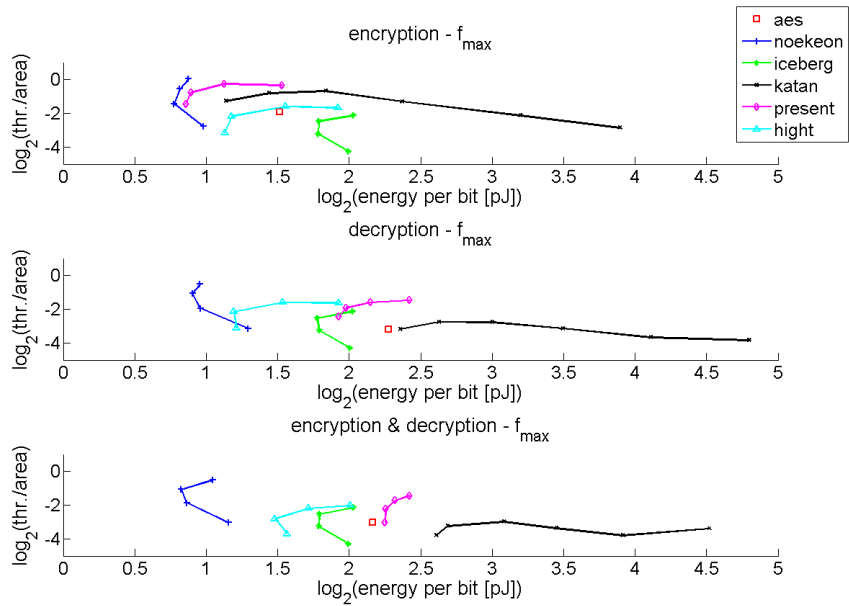 encryption - fmax
log2(thr./area)
0
-2
-4
0 0.5 1 1.5 2 2.5 3 3.5 4 4.5 5
log2(energy per bit [pJ])
aes
noekeon
iceberg
katan
present
hight
decryption - fmax
log2(thr./area)
0
-2
-4
0 0.5 1 1.5 2 2.5 3 3.5 4 4.5 5
log2(energy per bit [pJ])
encryption & decryption - fmax
log2(thr./area)
0
-2
-4
0 0.5 1 1.5 2 2.5 3 3.5 4 4.5 5
log2(energy per bit [pJ])